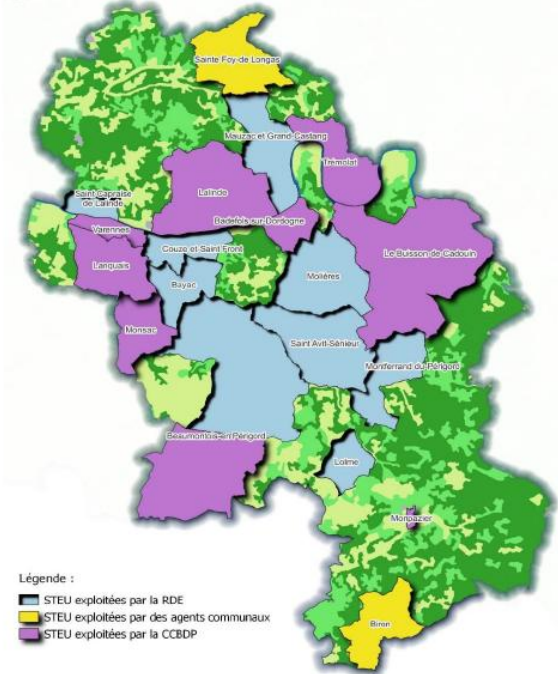 Sainte Foy de Longas
Mauzac et Grand-Castang
Trémolat
Lalinde
Saint Capraise
de Lalinde
Varennes
Badefols-sur-Dordogne
Couze et Saint Front
Le Buisson-de-Cadouin
Lanquais
Molières
Bayac
Monsac
Saint Avit-Sénieur
Montferrand du Périgord
Beaumontois-en Périgord
Lolme
Monpazier
Biron
Légende :
STEU exploitées par la RDE
STEU exploitées par des agents communaux
STEU exploitées par la CCBDP